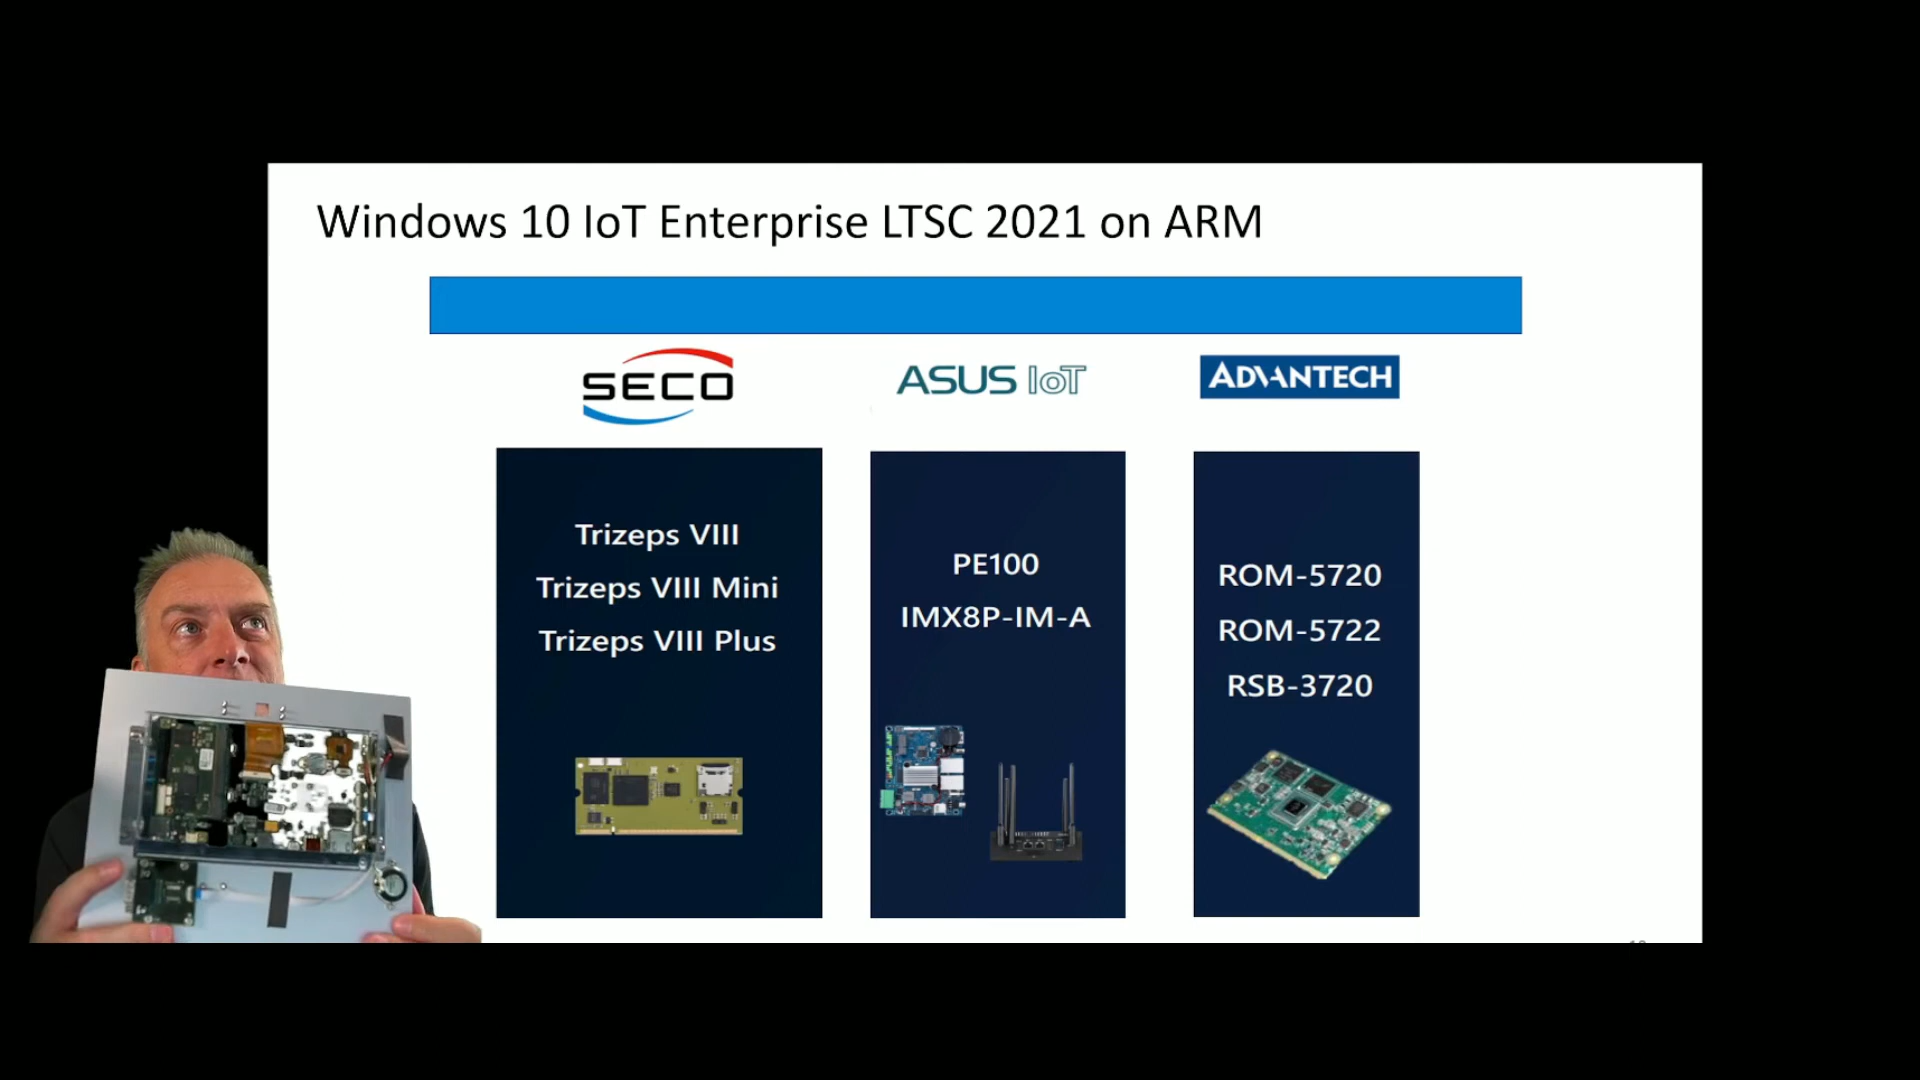 Windows 10 IoT Enterprise LTSC 2021 on ARM
SECO
ASUS IoT
ADVANTECH
Trizeps VIII
Trizeps VIII Mini
Trizeps VIII Plus
PE100
IMX8P-IM-A
ROM-5720
ROM-5722
RSB-3720